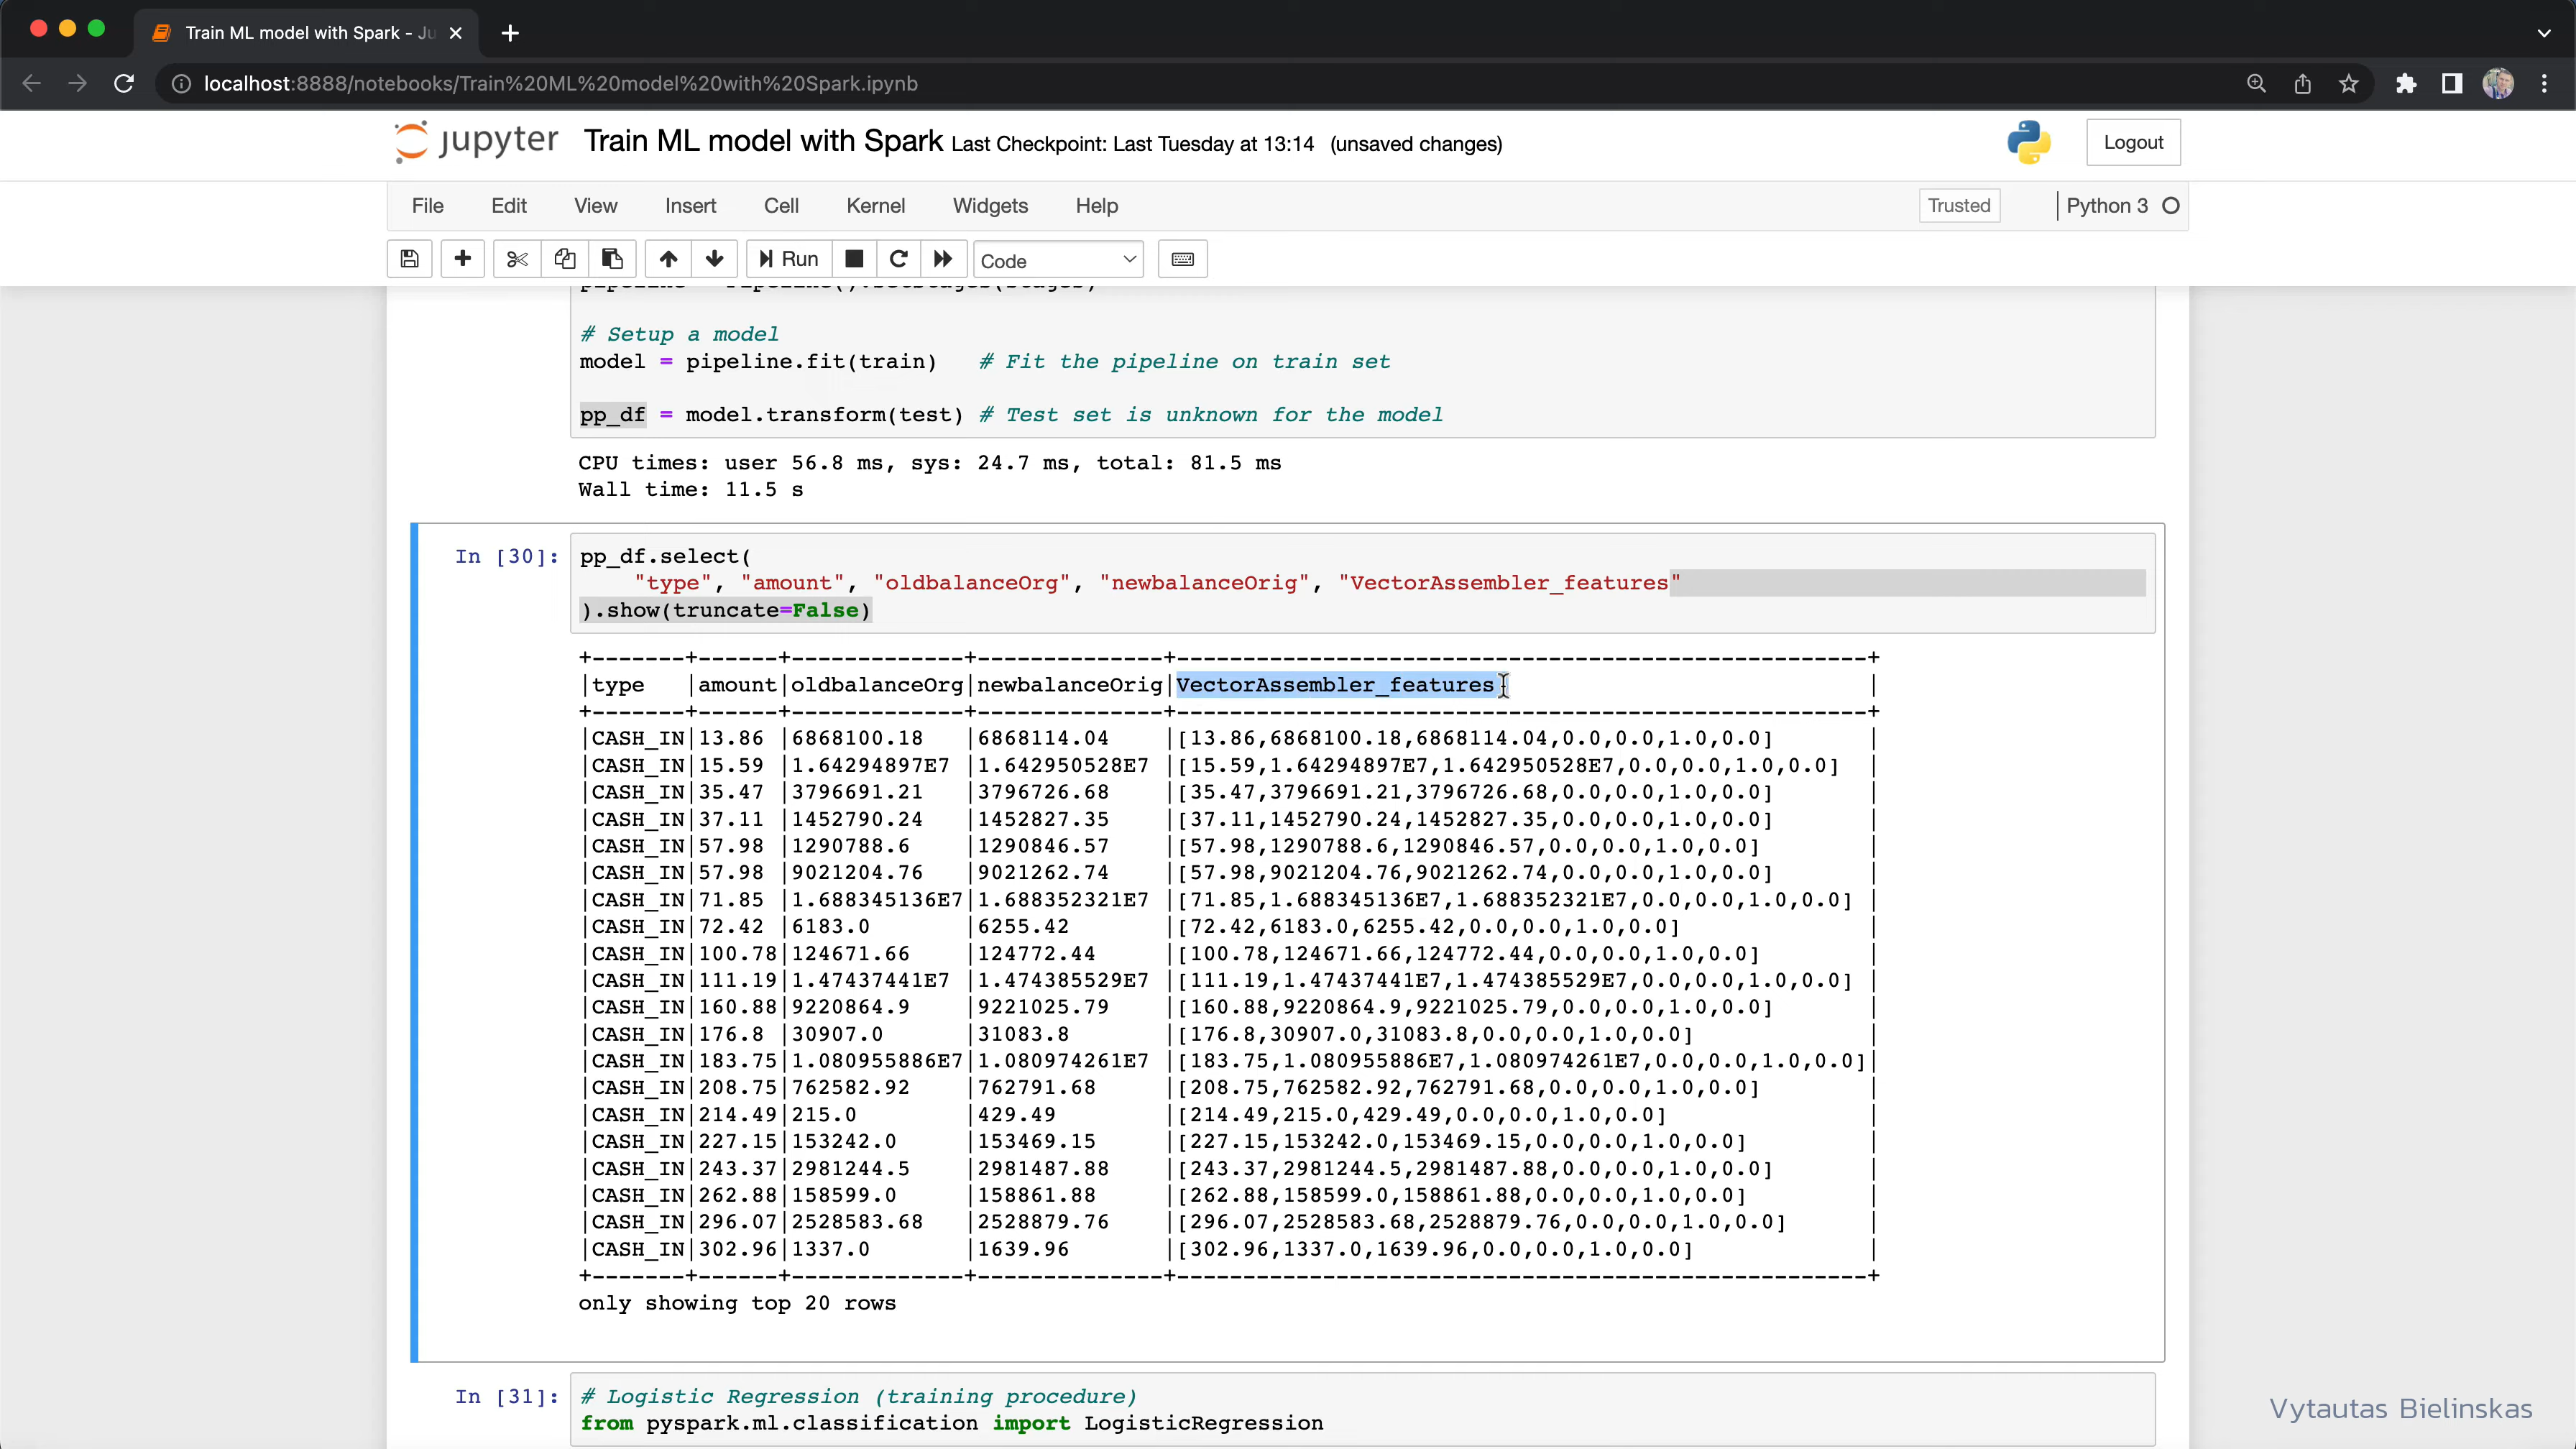 Train ML model with Spark - Ju
localhost:8888/notebooks/Train%20ML%20model%20with%20Spark.ipynb
jupyter Train ML model with Spark Last Checkpoint: Last Tuesday at 13:14 (unsaved changes)
Logout
File Edit View Insert Cell Kernel Widgets Help
Trusted
Python 3
Run
Code
pipeline = Pipeline().setStages(stages)
# Setup a model
model = pipeline.fit(train)   # Fit the pipeline on train set
pp_df = model.transform(test) # Test set is unknown for the model
CPU times: user 56.8 ms, sys: 24.7 ms, total: 81.5 ms
Wall time: 11.5 s
In [30]: pp_df.select(
    "type", "amount", "oldbalanceOrg", "newbalanceOrig", "VectorAssembler_features"
).show(truncate=False)
+-------+------+-------------+--------------+----------------------------------------------------+
|type   |amount|oldbalanceOrg|newbalanceOrig|VectorAssembler_features                            |
+-------+------+-------------+--------------+----------------------------------------------------+
|CASH_IN|13.86 |6868100.18   |6868114.04    |[13.86,6868100.18,6868114.04,0.0,0.0,1.0,0.0]       |
|CASH_IN|15.59 |1.64294897E7 |1.642950528E7 |[15.59,1.64294897E7,1.642950528E7,0.0,0.0,1.0,0.0]  |
|CASH_IN|35.47 |3796691.21   |3796726.68    |[35.47,3796691.21,3796726.68,0.0,0.0,1.0,0.0]       |
|CASH_IN|37.11 |1452790.24   |1452827.35    |[37.11,1452790.24,1452827.35,0.0,0.0,1.0,0.0]       |
|CASH_IN|57.98 |1290788.6    |1290846.57    |[57.98,1290788.6,1290846.57,0.0,0.0,1.0,0.0]        |
|CASH_IN|57.98 |9021204.76   |9021262.74    |[57.98,9021204.76,9021262.74,0.0,0.0,1.0,0.0]       |
|CASH_IN|71.85 |1.688345136E7|1.688352321E7 |[71.85,1.688345136E7,1.688352321E7,0.0,0.0,1.0,0.0] |
|CASH_IN|72.42 |6183.0       |6255.42       |[72.42,6183.0,6255.42,0.0,0.0,1.0,0.0]              |
|CASH_IN|100.78|124671.66    |124772.44     |[100.78,124671.66,124772.44,0.0,0.0,1.0,0.0]        |
|CASH_IN|111.19|1.47437441E7 |1.474385529E7 |[111.19,1.47437441E7,1.474385529E7,0.0,0.0,1.0,0.0] |
|CASH_IN|160.88|9220864.9    |9221025.79    |[160.88,9220864.9,9221025.79,0.0,0.0,1.0,0.0]       |
|CASH_IN|176.8 |30907.0      |31083.8       |[176.8,30907.0,31083.8,0.0,0.0,1.0,0.0]             |
|CASH_IN|183.75|1.080955886E7|1.080974261E7 |[183.75,1.080955886E7,1.080974261E7,0.0,0.0,1.0,0.0]|
|CASH_IN|208.75|762582.92    |762791.68     |[208.75,762582.92,762791.68,0.0,0.0,1.0,0.0]        |
|CASH_IN|214.49|215.0        |429.49        |[214.49,215.0,429.49,0.0,0.0,1.0,0.0]               |
|CASH_IN|227.15|153242.0     |153469.15     |[227.15,153242.0,153469.15,0.0,0.0,1.0,0.0]         |
|CASH_IN|243.37|2981244.5    |2981487.88    |[243.37,2981244.5,2981487.88,0.0,0.0,1.0,0.0]       |
|CASH_IN|262.88|158599.0     |158861.88     |[262.88,158599.0,158861.88,0.0,0.0,1.0,0.0]         |
|CASH_IN|296.07|2528583.68   |2528879.76    |[296.07,2528583.68,2528879.76,0.0,0.0,1.0,0.0]      |
|CASH_IN|302.96|1337.0       |1639.96       |[302.96,1337.0,1639.96,0.0,0.0,1.0,0.0]             |
+-------+------+-------------+--------------+----------------------------------------------------+
only showing top 20 rows
In [31]: # Logistic Regression (training procedure)
from pyspark.ml.classification import LogisticRegression
Vytautas Bielinskas